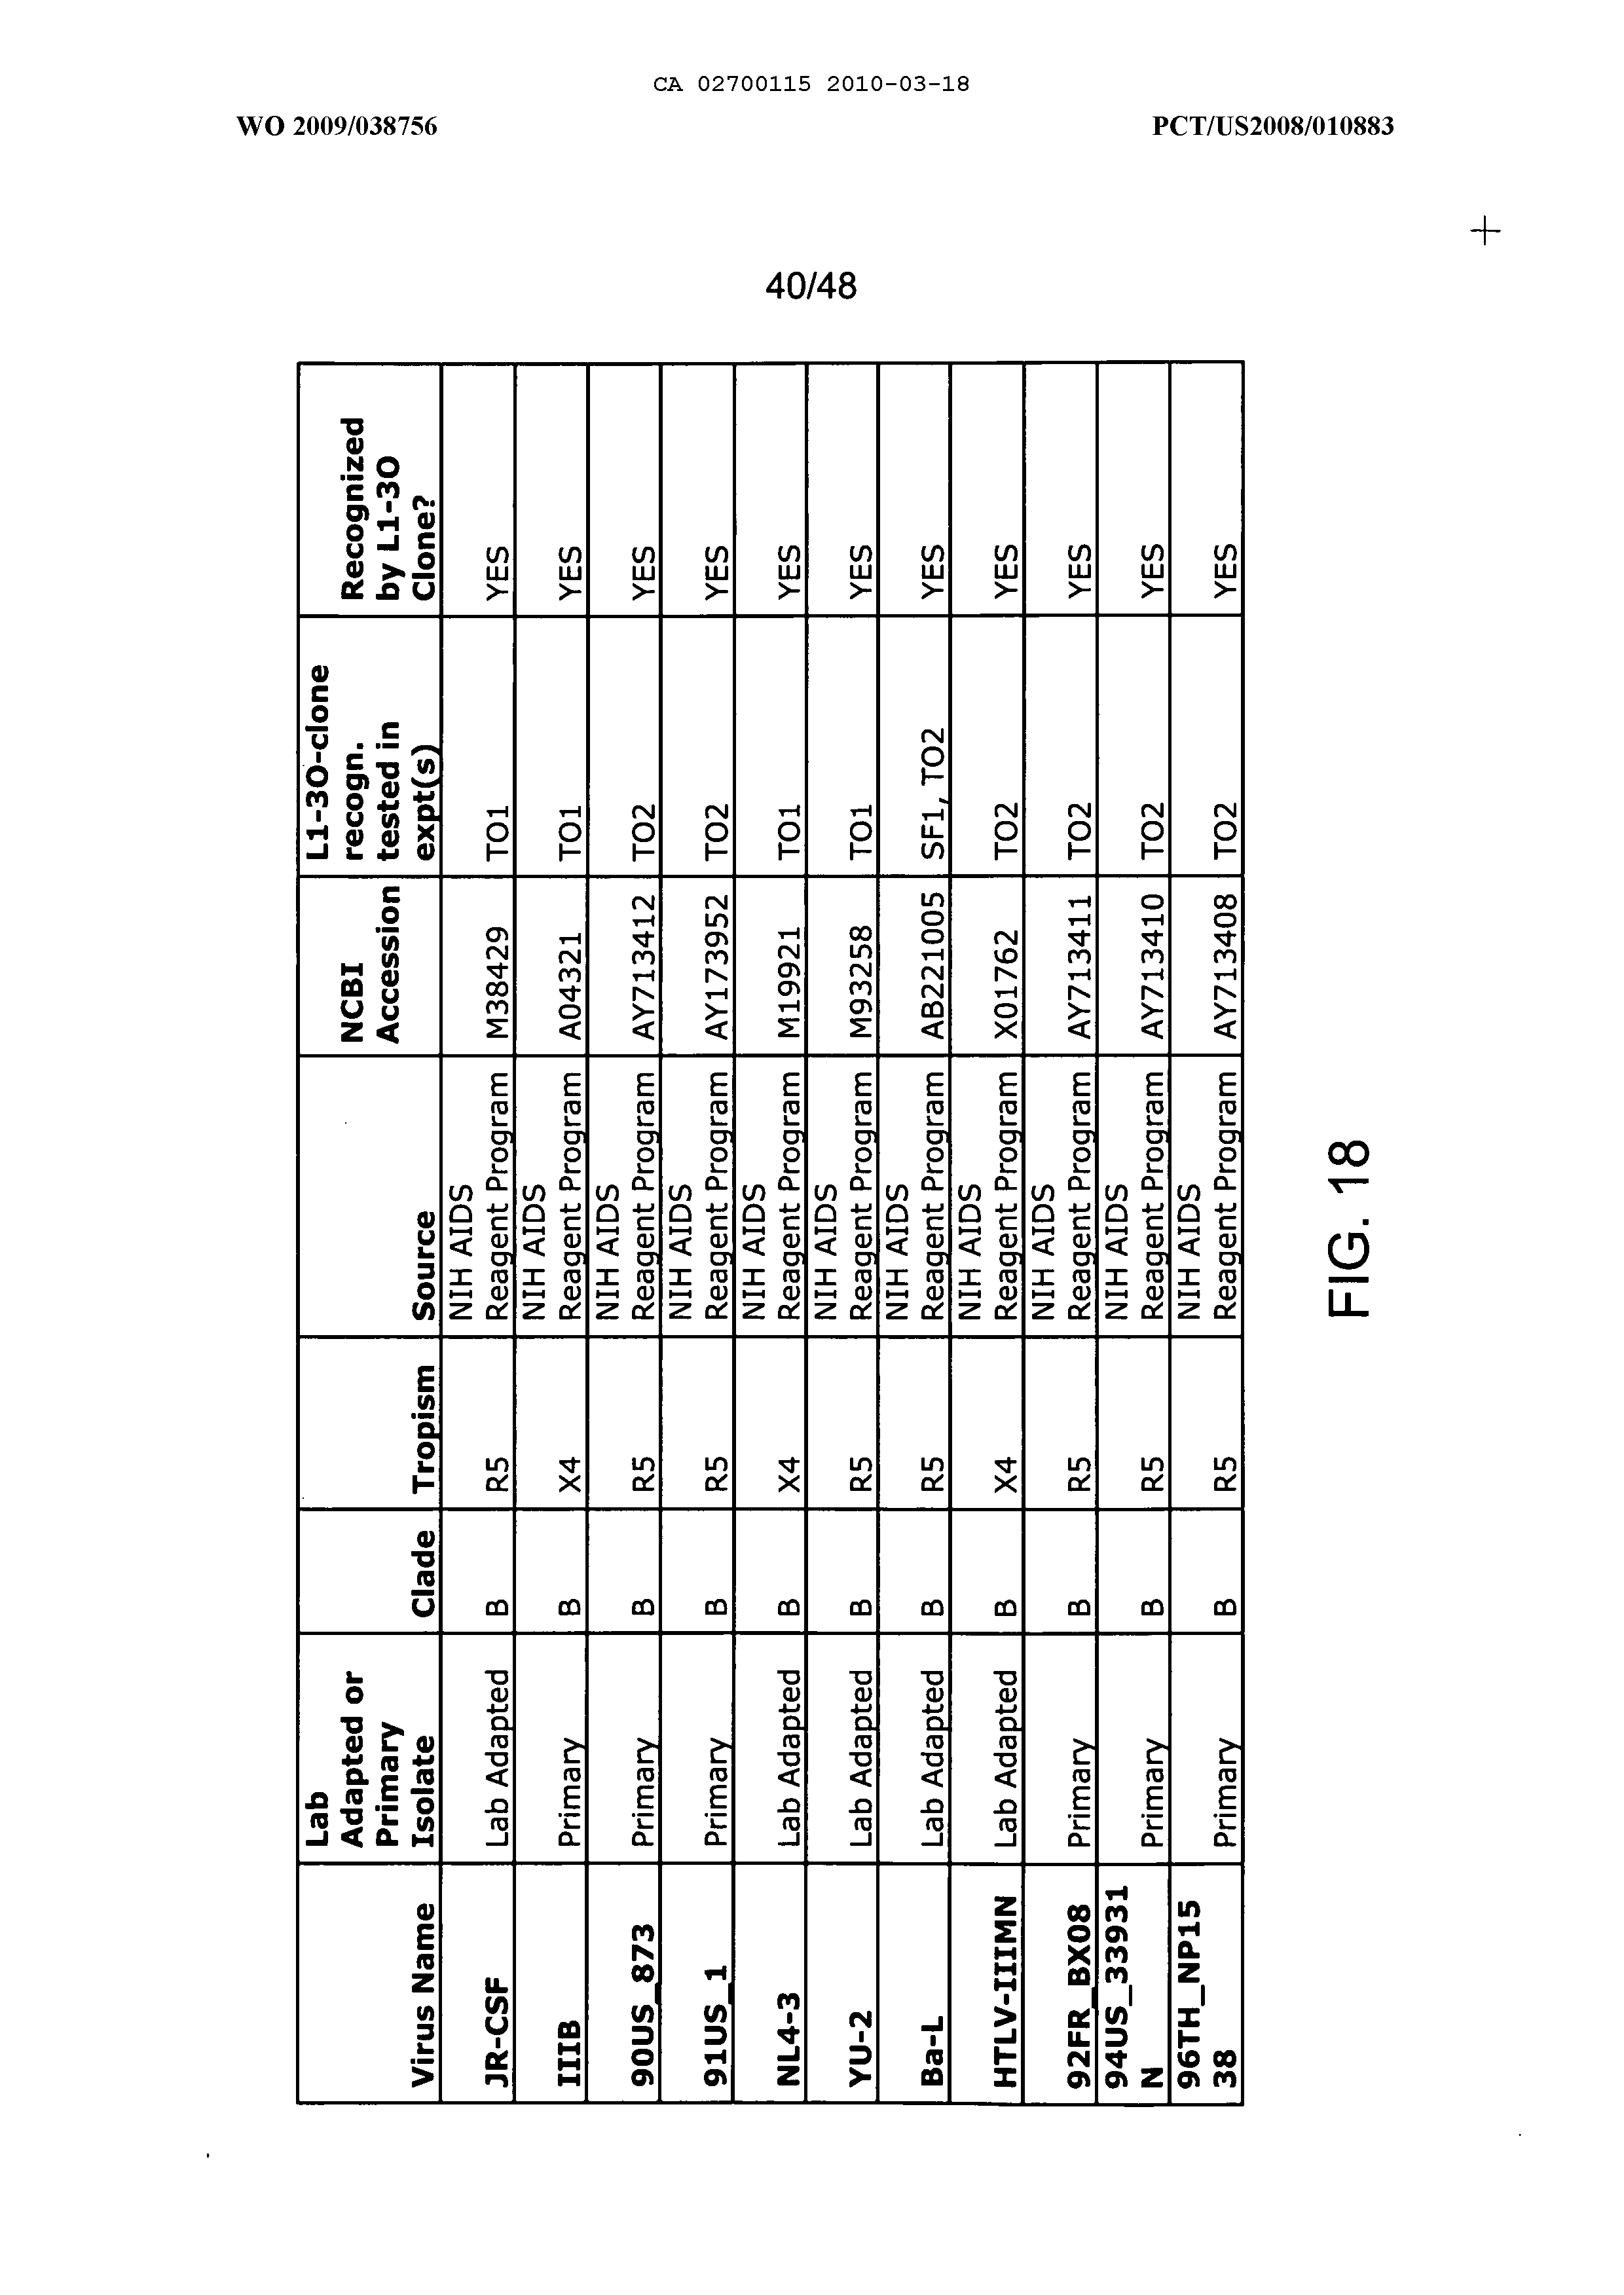 CA 02700115 2010-03-18
WO 2009/038756 PCT/US2008/010883
40/48
Virus Name | Lab Adapted or Primary Isolate | Clade | Tropism | Source | NCBI Accession | L1-3O-clone recogn. tested in expt(s) | Recognized by L1-3O Clone?
JR-CSF | Lab Adapted | B | R5 | NIH AIDS Reagent Program | M38429 | TO1 | YES
IIIB | Primary | B | X4 | NIH AIDS Reagent Program | A04321 | TO1 | YES
90US_873 | Primary | B | R5 | NIH AIDS Reagent Program | AY713412 | TO2 | YES
91US_1 | Primary | B | R5 | NIH AIDS Reagent Program | AY173952 | TO2 | YES
NL4-3 | Lab Adapted | B | X4 | NIH AIDS Reagent Program | M19921 | TO1 | YES
YU-2 | Lab Adapted | B | R5 | NIH AIDS Reagent Program | M93258 | TO1 | YES
Ba-L | Lab Adapted | B | R5 | NIH AIDS Reagent Program | AB221005 | SF1, TO2 | YES
HTLV-IIIMN | Lab Adapted | B | X4 | NIH AIDS Reagent Program | X01762 | TO2 | YES
92FR_BX08 | Primary | B | R5 | NIH AIDS Reagent Program | AY713411 | TO2 | YES
94US_33931N | Primary | B | R5 | NIH AIDS Reagent Program | AY713410 | TO2 | YES
96TH_NP1538 | Primary | B | R5 | NIH AIDS Reagent Program | AY713408 | TO2 | YES
FIG. 18